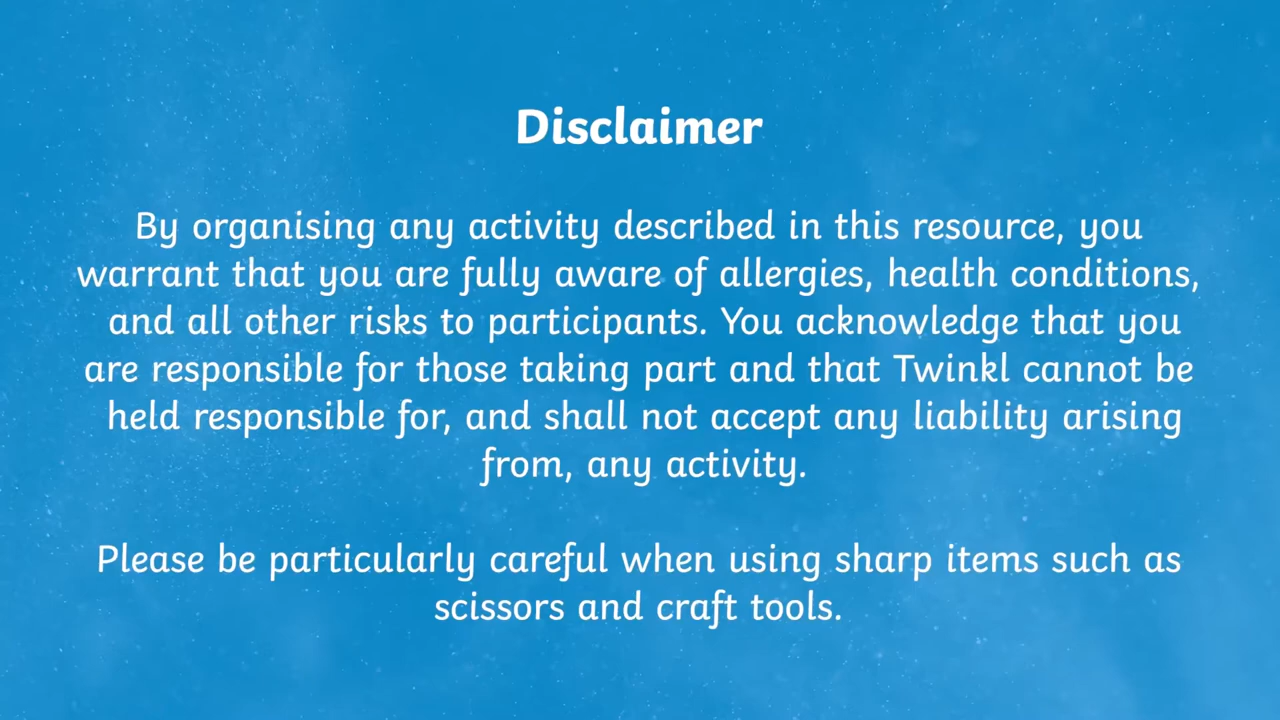 Disclaimer
By organising any activity described in this resource, you
warrant that you are fully aware of allergies, health conditions,
and all other risks to participants. You acknowledge that you
are responsible for those taking part and that Twinkl cannot be
held responsible for, and shall not accept any liability arising
from, any activity.
Please be particularly careful when using sharp items such as
scissors and craft tools.